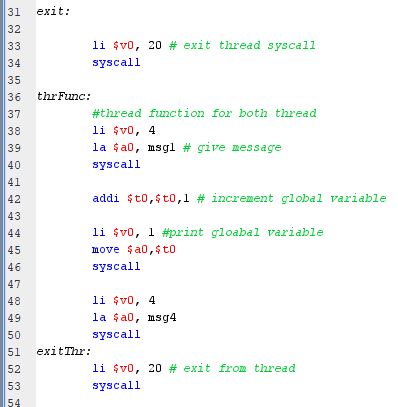 31 exit:
32
33 li $v0, 20 # exit thread syscall
34 syscall
35
36 thrFunc:
37 #thread function for both thread
38 li $v0, 4
39 la $a0, msg1 # give message
40 syscall
41
42 addi $t0,$t0,1 # increment global variable
43
44 li $v0, 1 #print gloabal variable
45 move $a0,$t0
46 syscall
47
48 li $v0, 4
49 la $a0, msg4
50 syscall
51 exitThr:
52 li $v0, 20 # exit from thread
53 syscall
54